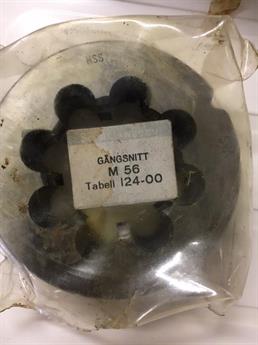 HSS
GÄNGSNITT
M 56
Tabell 124-00